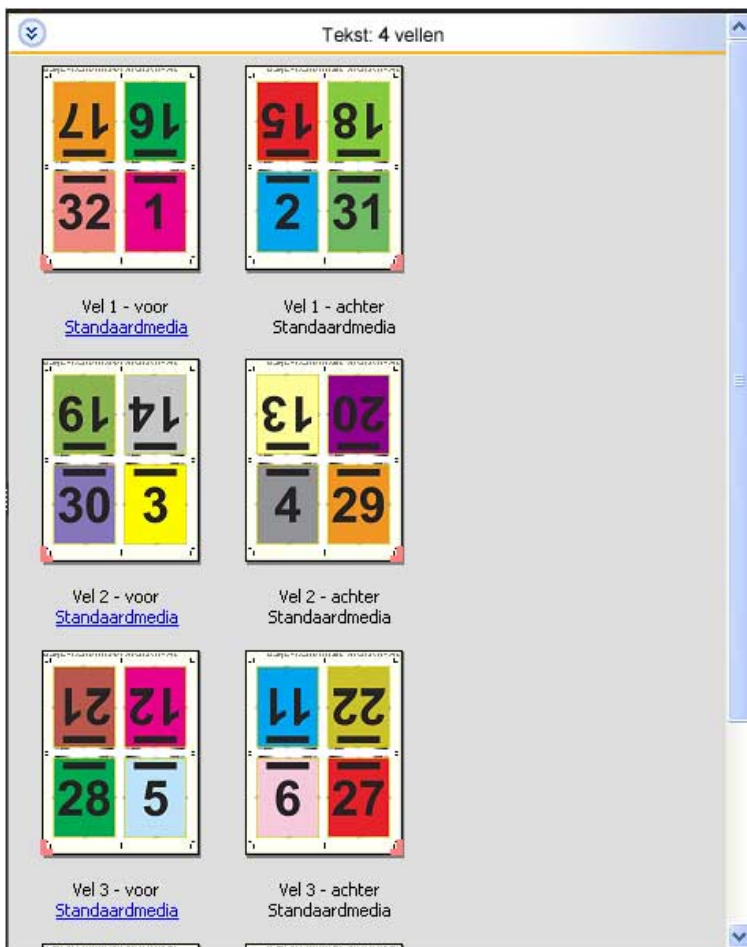 Tekst: 4 vellen
17 16
32 1
15 18
2 31
Vel 1 - voor
Standaardmedia
Vel 1 - achter
Standaardmedia
19 14
30 3
13 20
4 29
Vel 2 - voor
Standaardmedia
Vel 2 - achter
Standaardmedia
21 12
28 5
11 22
6 27
Vel 3 - voor
Standaardmedia
Vel 3 - achter
Standaardmedia